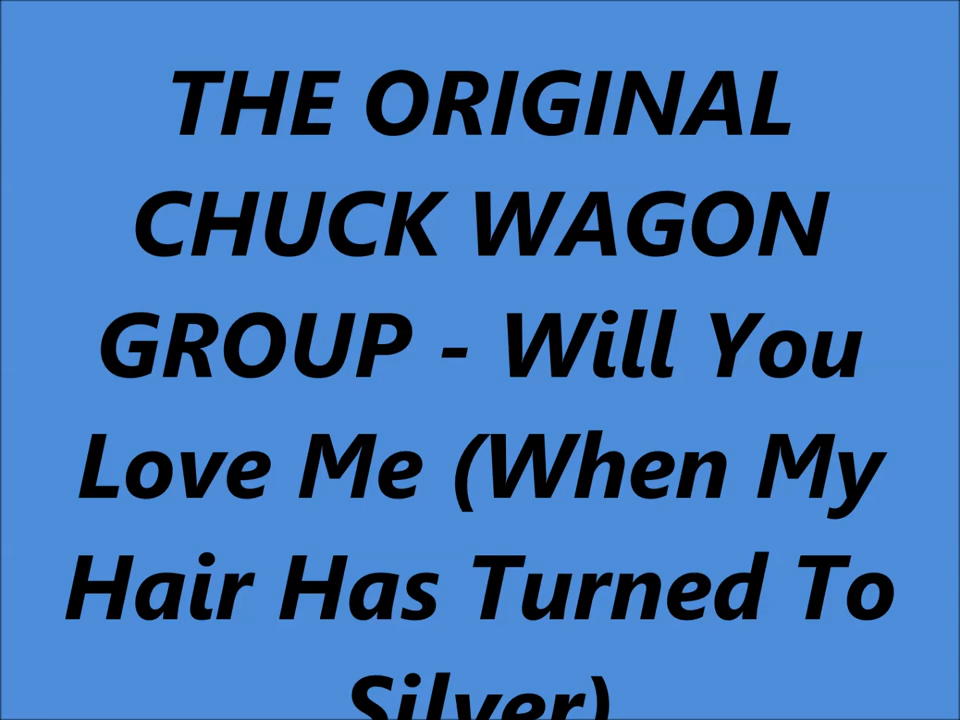 THE ORIGINAL
CHUCK WAGON
GROUP - Will You
Love Me (When My
Hair Has Turned To
Silver)